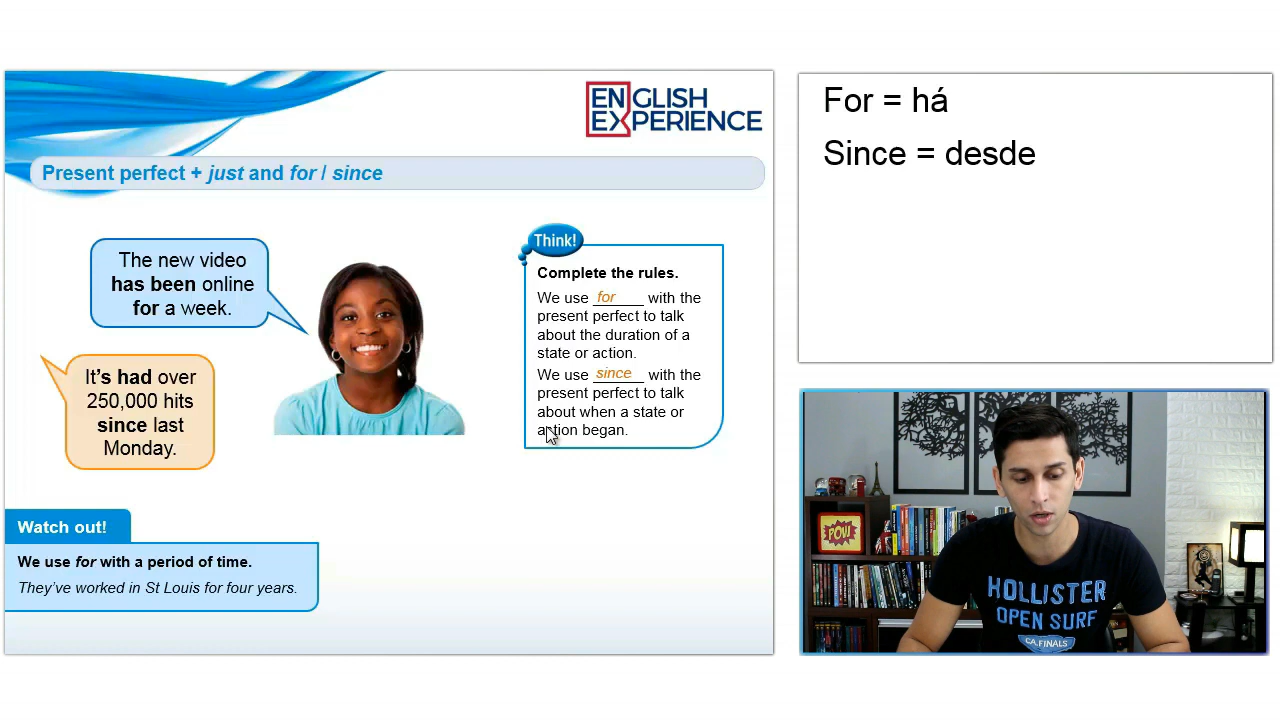 ENGLISH
EXPERIENCE
Present perfect + just and for / since
The new video
has been online
for a week.
It's had over
250,000 hits
since last
Monday.
Think!
Complete the rules.
We use for with the
present perfect to talk
about the duration of a
state or action.
We use since with the
present perfect to talk
about when a state or
action began.
Watch out!
We use for with a period of time.
They've worked in St Louis for four years.
For = há
Since = desde
POW!
HOLLISTER
OPEN SURF
CA.FINALS